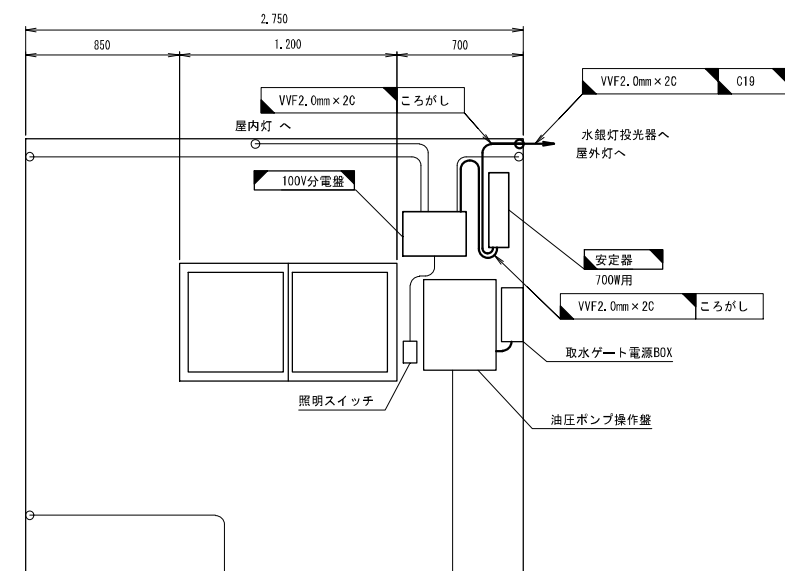 2.750
850
1.200
700
VVF2.0mm×2C ころがし
VVF2.0mm×2C C19
屋内灯 へ
水銀灯投光器へ
屋外灯へ
100V分電盤
安定器
700W用
VVF2.0mm×2C ころがし
取水ゲート電源BOX
照明スイッチ
油圧ポンプ操作盤